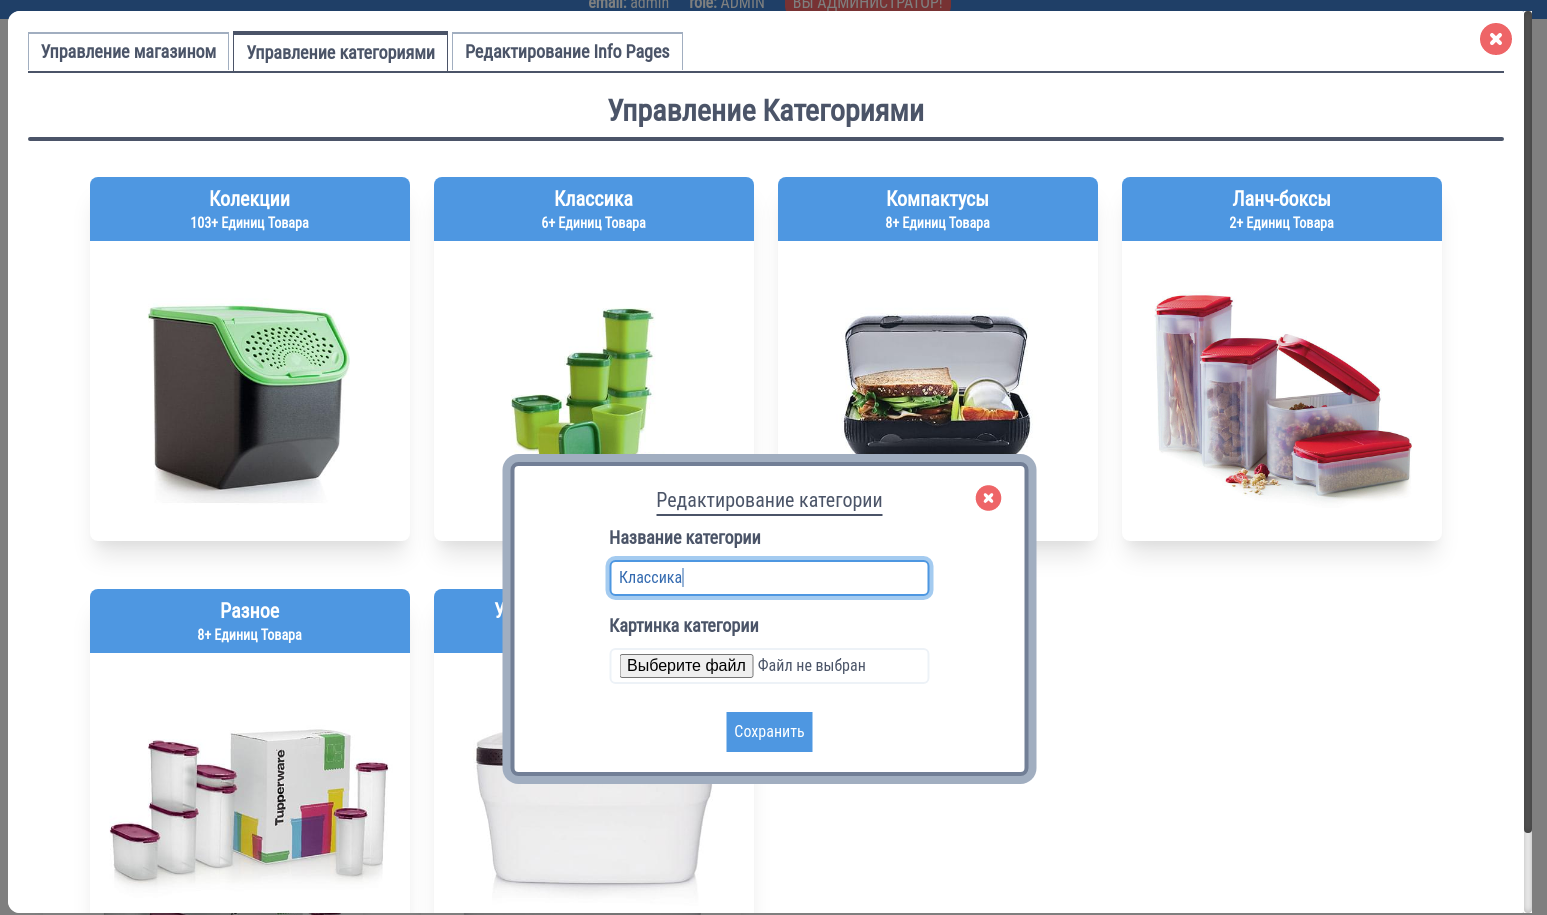 email: admin role: ADMIN ВЫ АДМИНИСТРАТОР!
Управление магазином
Управление категориями
Редактирование Info Pages
Управление Категориями
Колекции
103+ Единиц Товара
Классика
6+ Единиц Товара
Компактусы
8+ Единиц Товара
Ланч-боксы
2+ Единиц Товара
Редактирование категории
Название категории
Классика
Картинка категории
Выберите файл Файл не выбран
Сохранить
Разное
8+ Единиц Товара
У
Tupperware